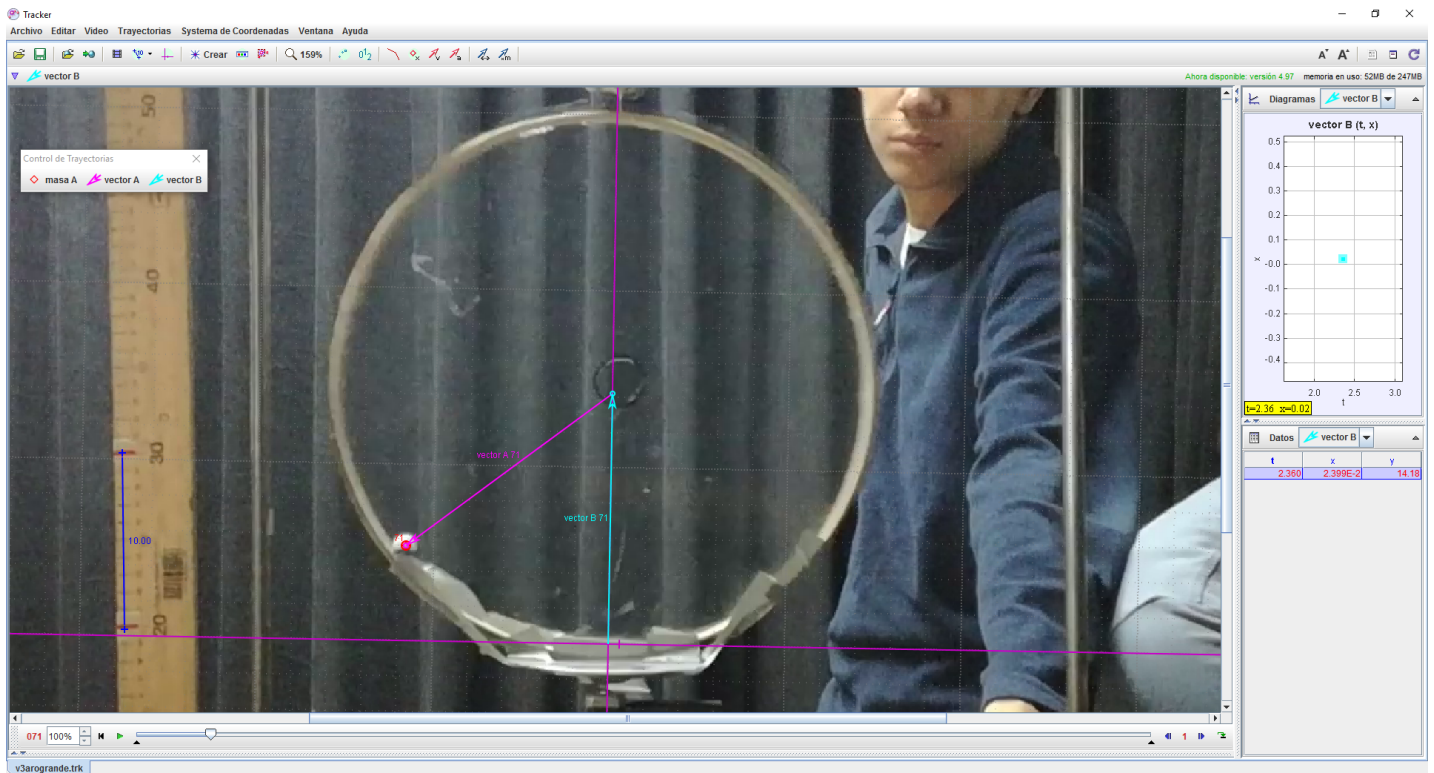 Tracker
Archivo Editar Video Trayectorias Systema de Coordenadas Ventana Ayuda
Crear 159%
vector B
Ahora disponible: versión 4.97 memoria en uso: 52MB de 247MB
Diagramas vector B
Control de Trayectorias
masa A vector A vector B
vector B (t, x)
0.5
0.4
0.3
0.2
0.1
-0.0
-0.1
-0.2
-0.3
-0.4
x
2.0 2.5 3.0
t
t=2.36 x=0.02
50
40
30
20
10.00
vector A 71
vector B 71
71
Datos vector B
t x y
2.360 2.399E-2 14.18
071 100%
1
v3arogrande.trk